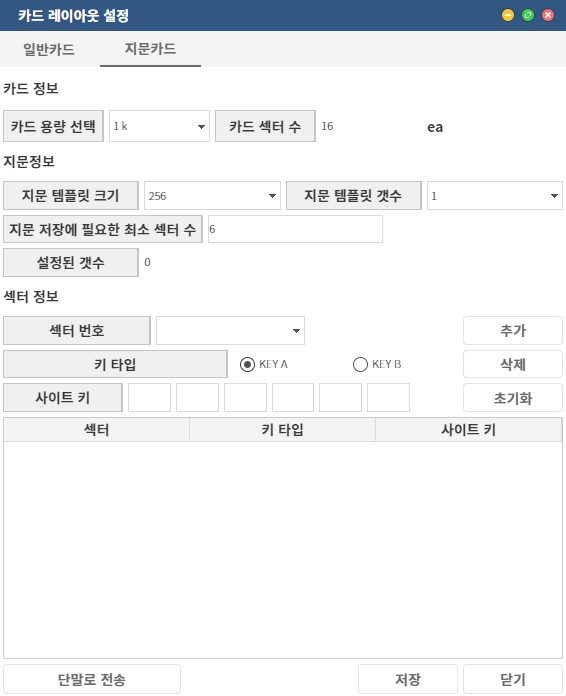 카드 레이아웃 설정
일반카드 지문카드
카드 정보
카드 용량 선택 1 k 카드 섹터 수 16 ea
지문정보
지문 템플릿 크기 256 지문 템플릿 갯수 1
지문 저장에 필요한 최소 섹터 수 6
설정된 갯수 0
섹터 정보
섹터 번호 추가
키 타입 KEY A KEY B 삭제
사이트 키 초기화
섹터 키 타입 사이트 키
단말로 전송 저장 닫기